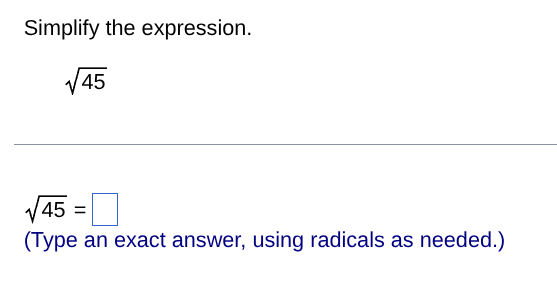 Simplify the expression.
√45
√45 =
(Type an exact answer, using radicals as needed.)